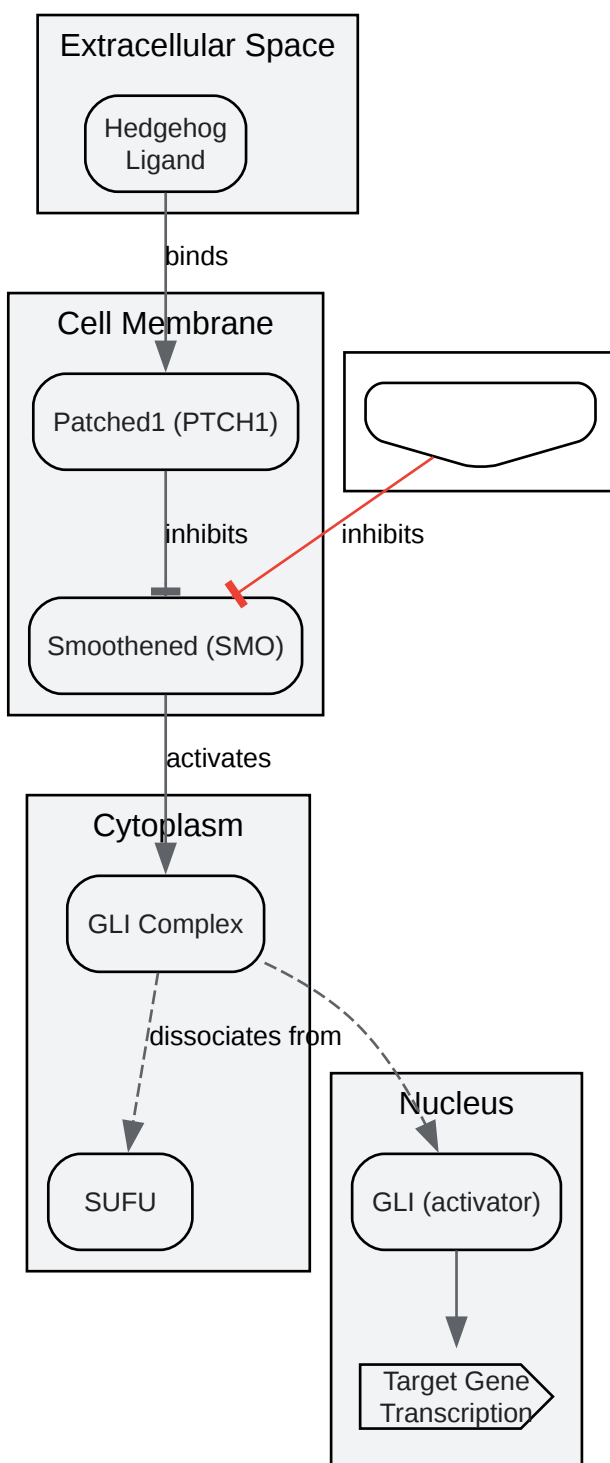 Extracellular Space
Hedgehog
Ligand
binds
Cell Membrane
Patched1 (PTCH1)
inhibits
inhibits
Smoothened (SMO)
activates
Cytoplasm
GLI Complex
dissociates from
Nucleus
SUFU
GLI (activator)
Target Gene
Transcription